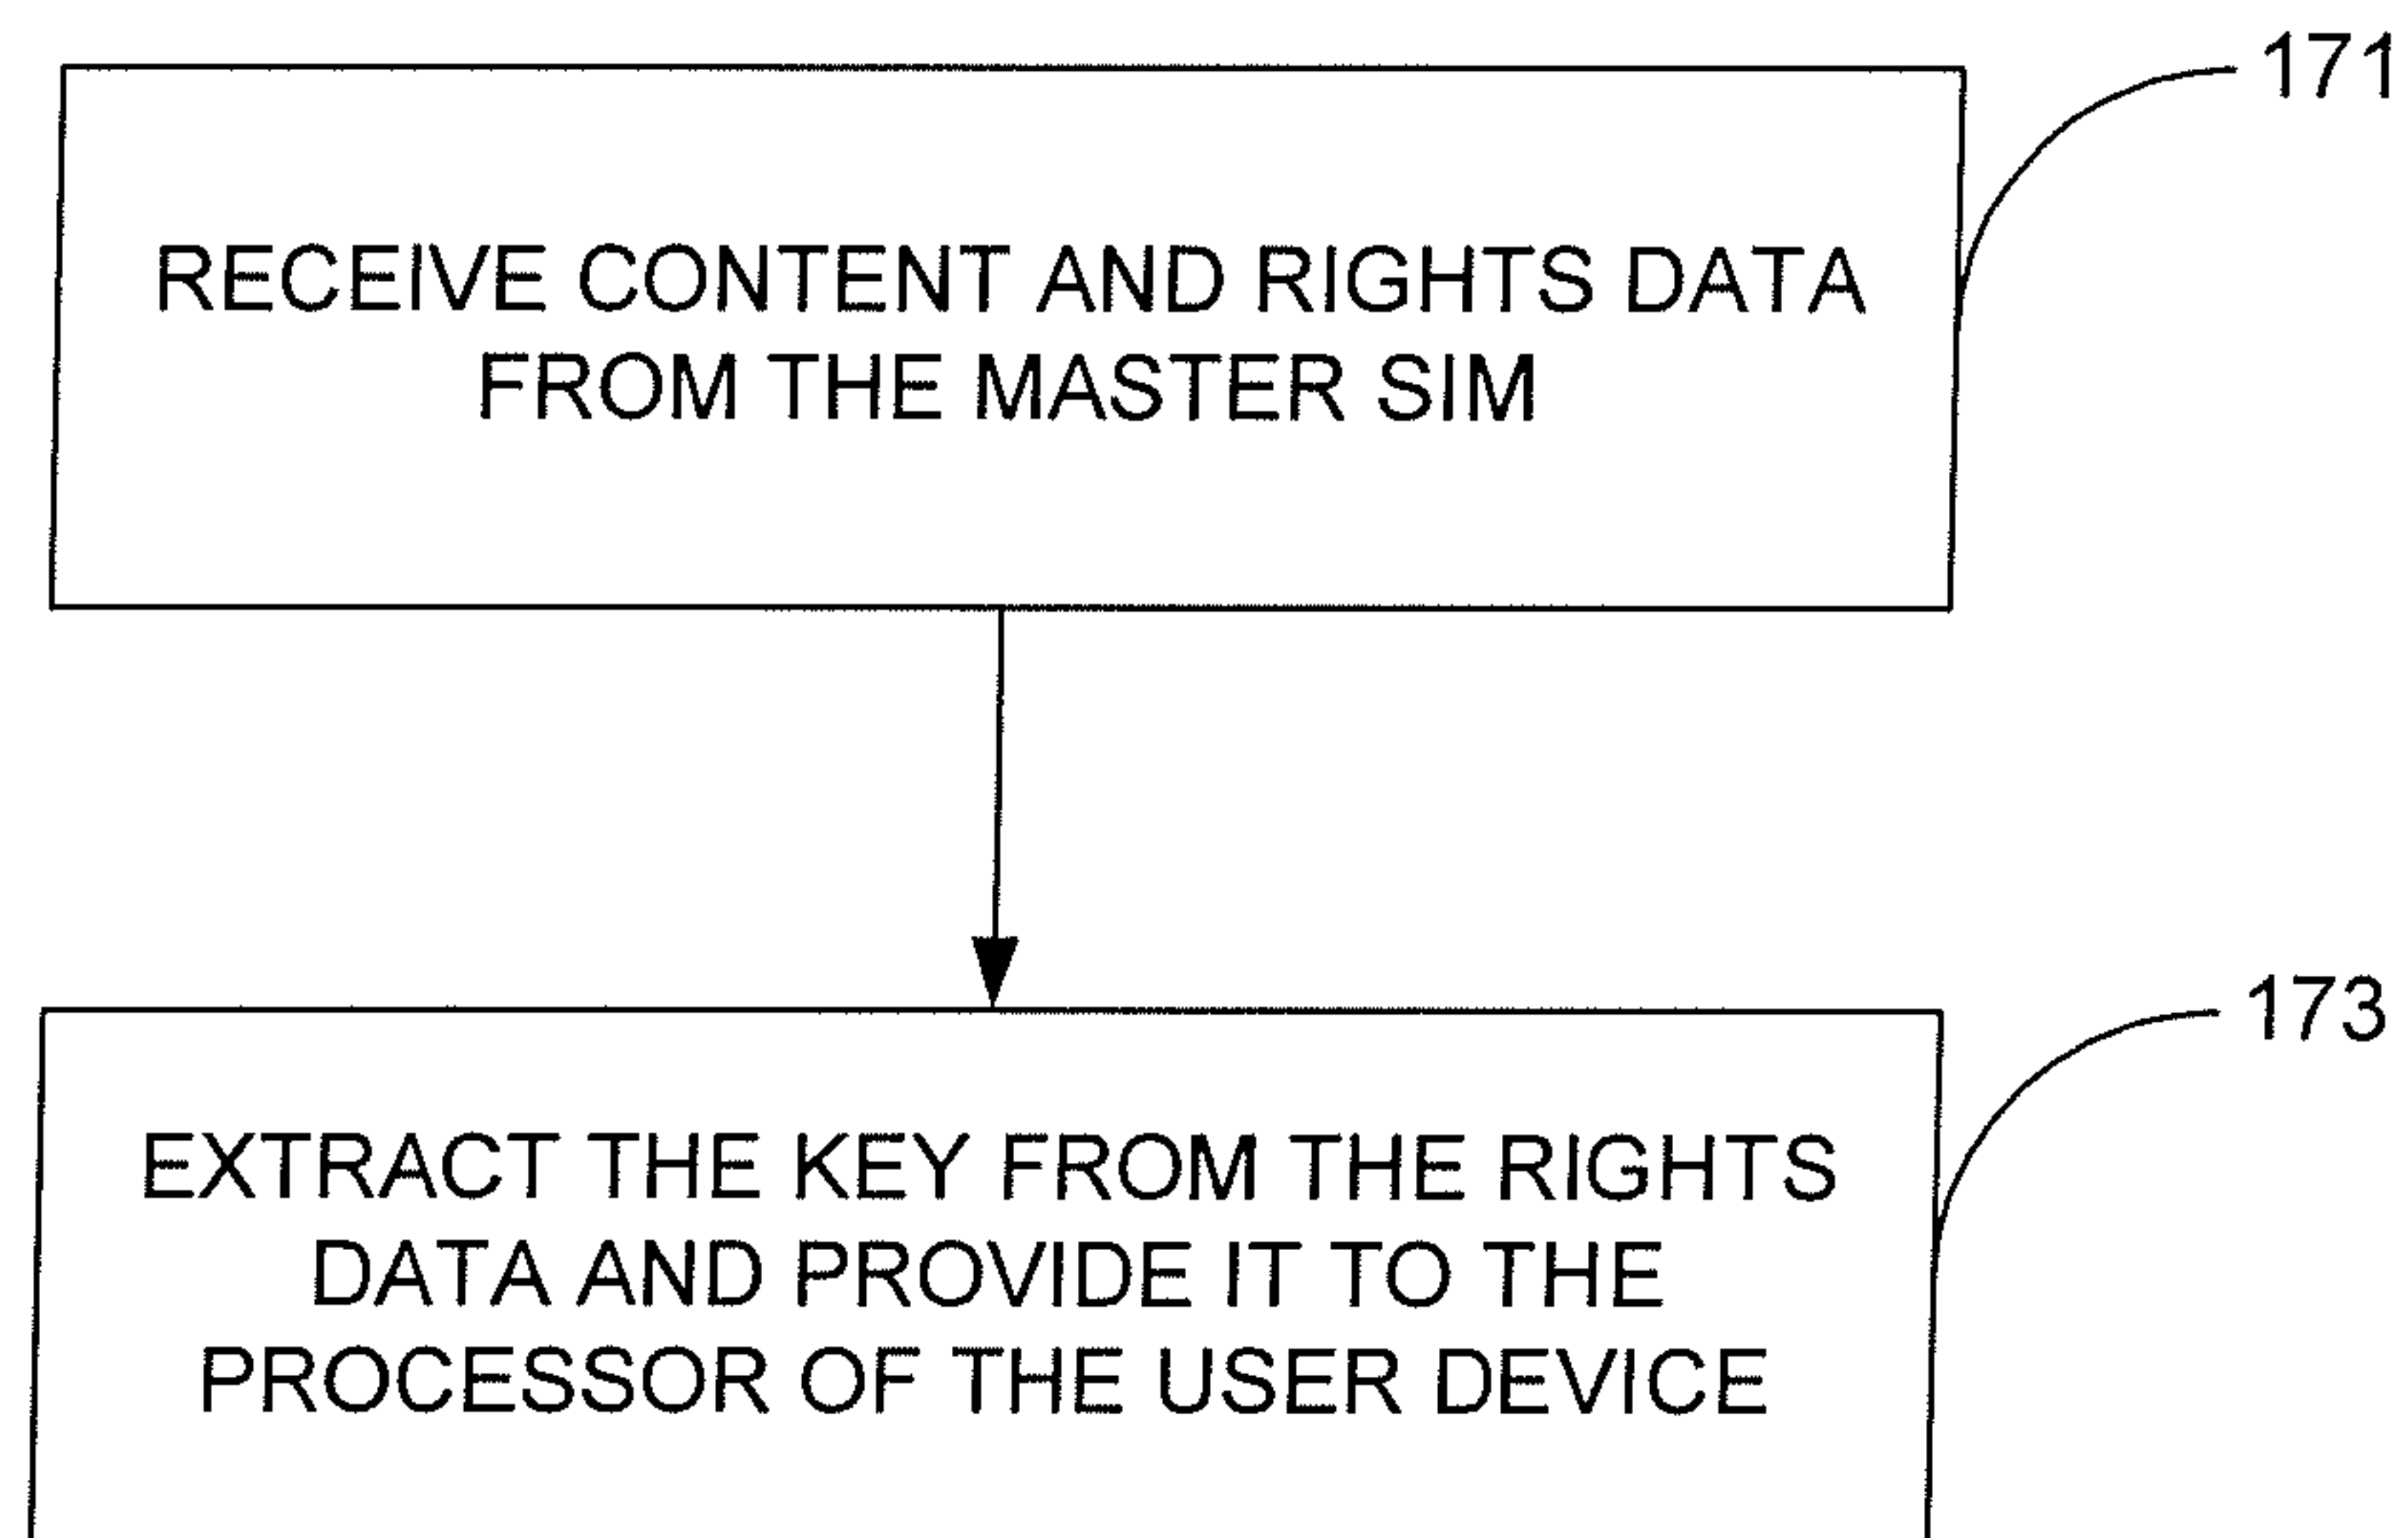 171
RECEIVE CONTENT AND RIGHTS DATA
FROM THE MASTER SIM
173
EXTRACT THE KEY FROM THE RIGHTS
DATA AND PROVIDE IT TO THE
PROCESSOR OF THE USER DEVICE